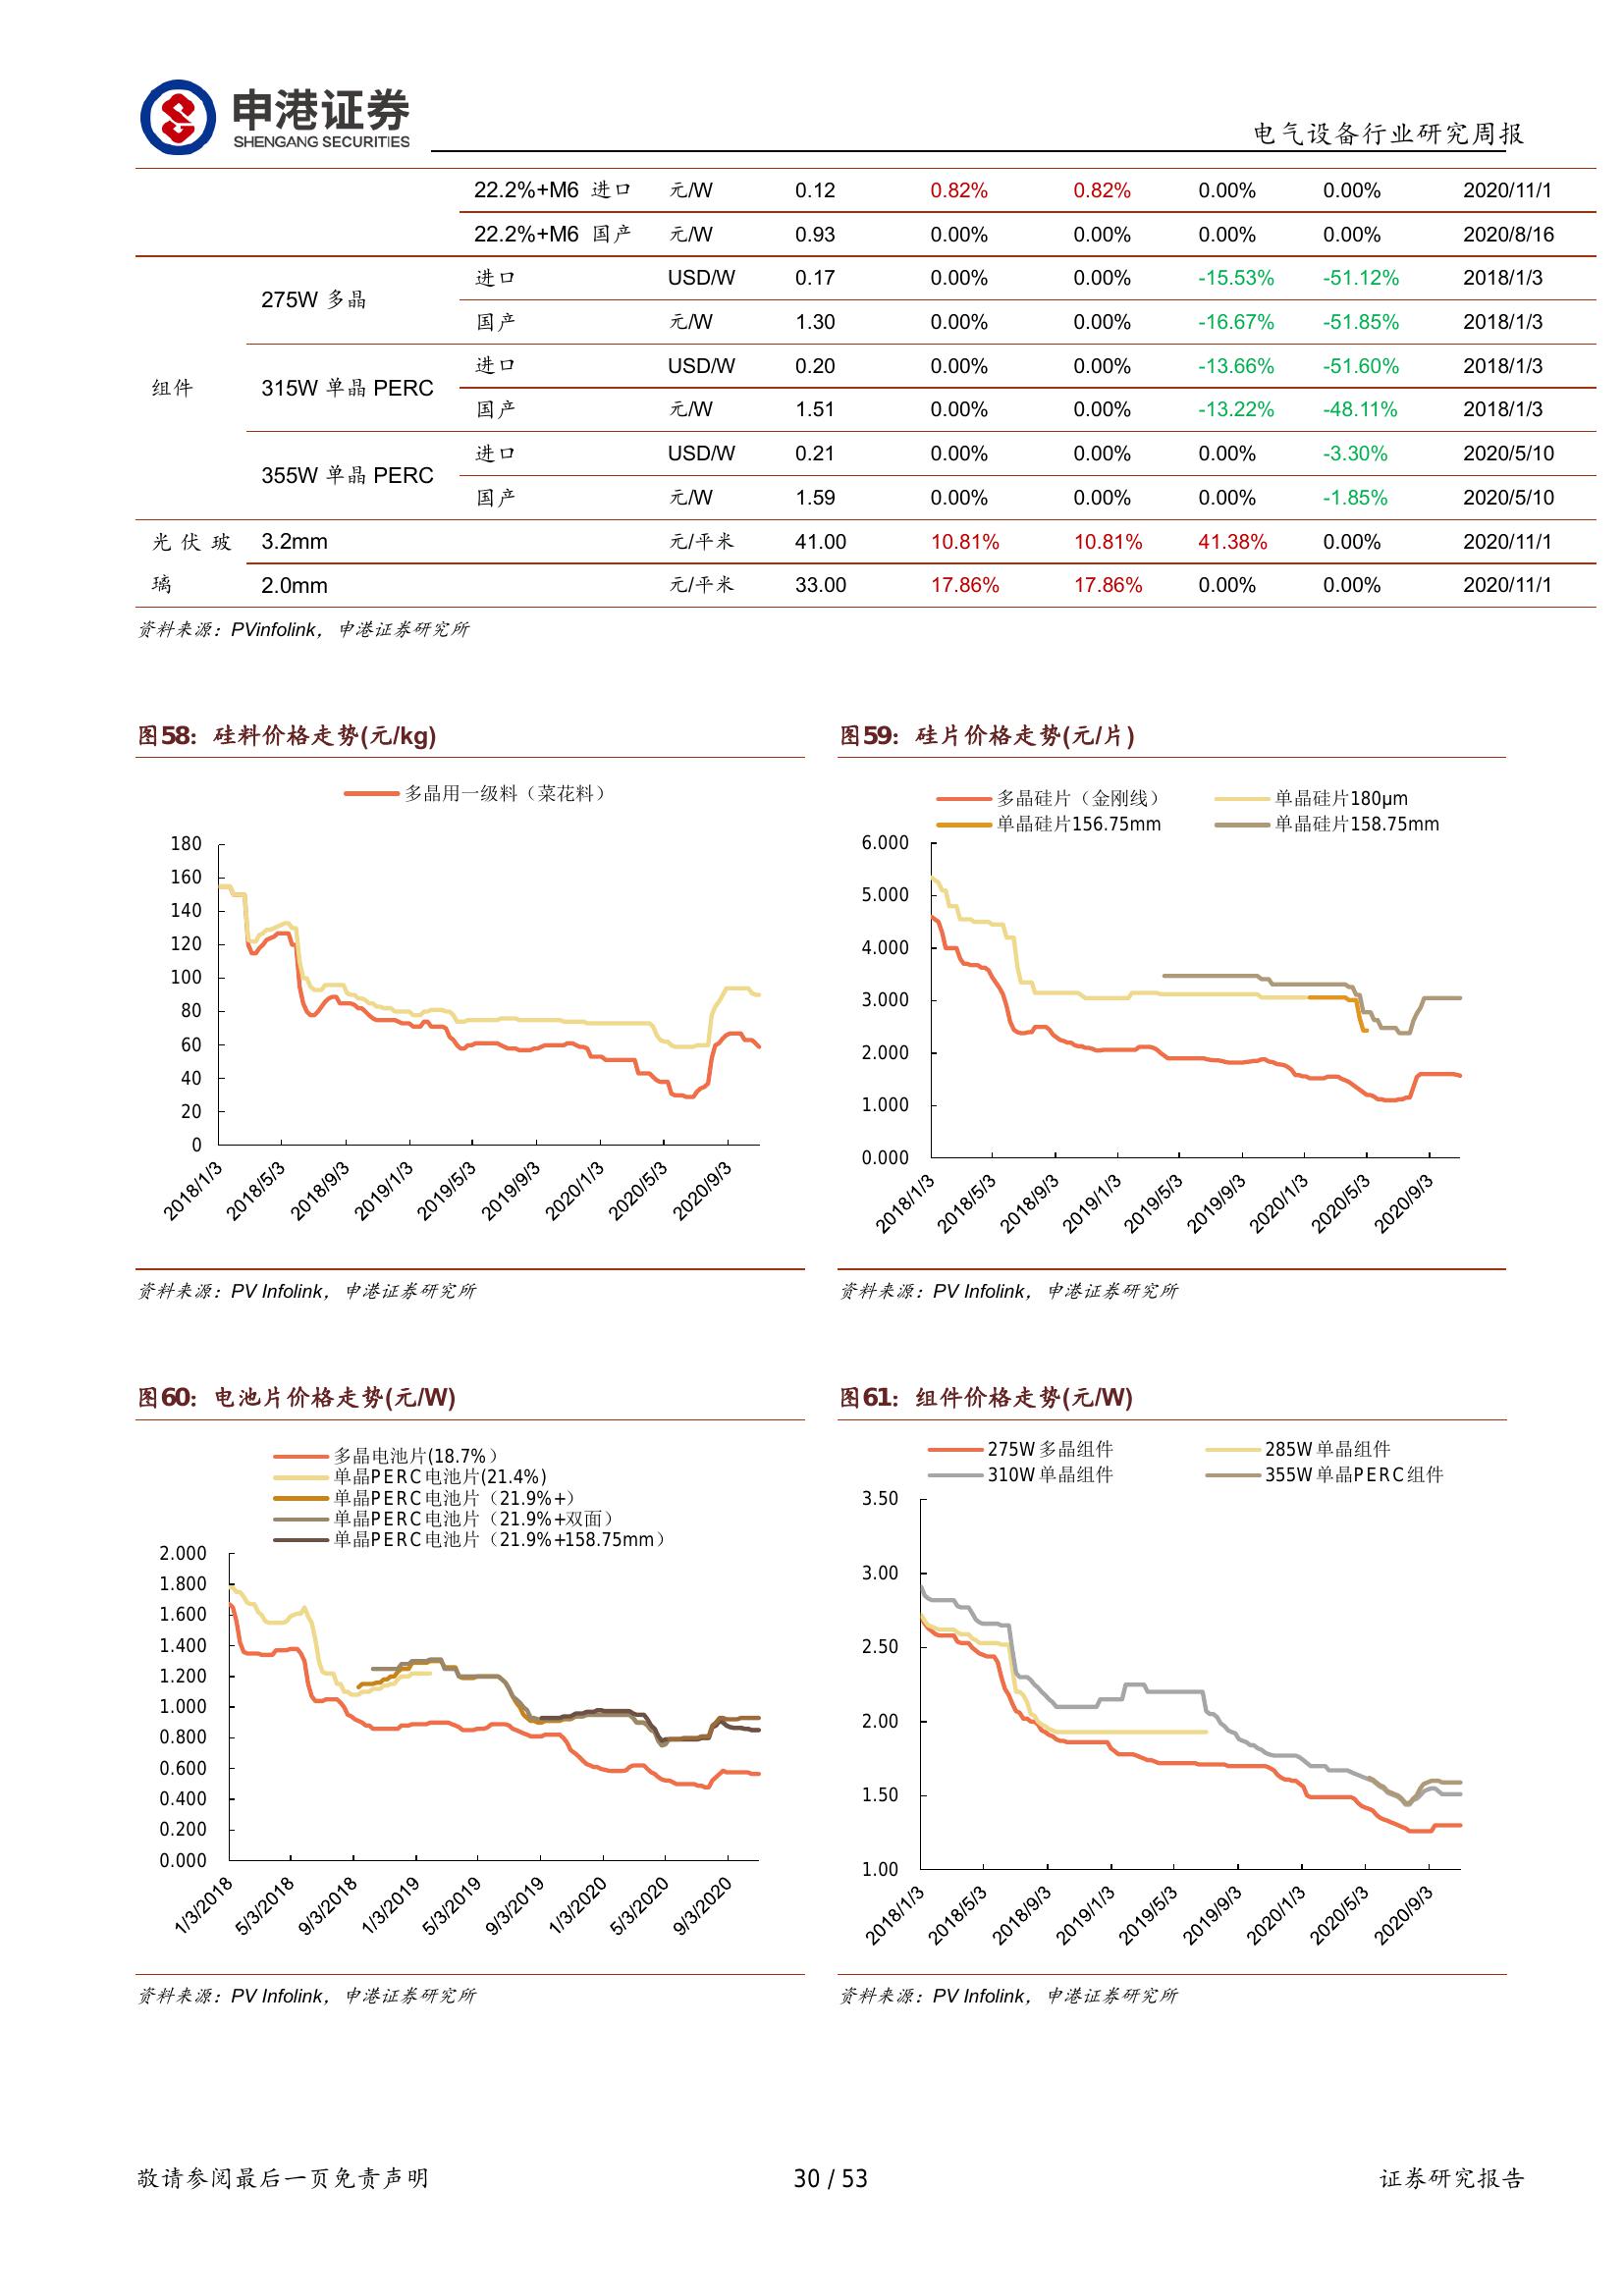 申港证券
SHENGANG SECURITIES
电气设备行业研究周报
22.2%+M6 进口 元/W 0.12 0.82% 0.82% 0.00% 0.00% 2020/11/1
22.2%+M6 国产 元/W 0.93 0.00% 0.00% 0.00% 0.00% 2020/8/16
组件
275W 多晶
进口 USD/W 0.17 0.00% 0.00% -15.53% -51.12% 2018/1/3
国产 元/W 1.30 0.00% 0.00% -16.67% -51.85% 2018/1/3
315W 单晶 PERC
进口 USD/W 0.20 0.00% 0.00% -13.66% -51.60% 2018/1/3
国产 元/W 1.51 0.00% 0.00% -13.22% -48.11% 2018/1/3
355W 单晶 PERC
进口 USD/W 0.21 0.00% 0.00% 0.00% -3.30% 2020/5/10
国产 元/W 1.59 0.00% 0.00% 0.00% -1.85% 2020/5/10
光伏玻
璃
3.2mm 元/平米 41.00 10.81% 10.81% 41.38% 0.00% 2020/11/1
2.0mm 元/平米 33.00 17.86% 17.86% 0.00% 0.00% 2020/11/1
资料来源：PVinfolink，申港证券研究所
图58：硅料价格走势(元/kg)
多晶用一级料（菜花料）
180
160
140
120
100
80
60
40
20
0
2018/1/3
2018/5/3
2018/9/3
2019/1/3
2019/5/3
2019/9/3
2020/1/3
2020/5/3
2020/9/3
资料来源：PV Infolink，申港证券研究所
图59：硅片价格走势(元/片)
多晶硅片（金刚线）
单晶硅片180μm
单晶硅片156.75mm
单晶硅片158.75mm
6.000
5.000
4.000
3.000
2.000
1.000
0.000
2018/1/3
2018/5/3
2018/9/3
2019/1/3
2019/5/3
2019/9/3
2020/1/3
2020/5/3
2020/9/3
资料来源：PV Infolink，申港证券研究所
图60：电池片价格走势(元/W)
多晶电池片(18.7%）
单晶PERC电池片(21.4%)
单晶PERC电池片（21.9%+）
单晶PERC电池片（21.9%+双面）
单晶PERC电池片（21.9%+158.75mm）
2.000
1.800
1.600
1.400
1.200
1.000
0.800
0.600
0.400
0.200
0.000
1/3/2018
5/3/2018
9/3/2018
1/3/2019
5/3/2019
9/3/2019
1/3/2020
5/3/2020
9/3/2020
资料来源：PV Infolink，申港证券研究所
图61：组件价格走势(元/W)
275W多晶组件
285W单晶组件
310W单晶组件
355W单晶PERC组件
3.50
3.00
2.50
2.00
1.50
1.00
2018/1/3
2018/5/3
2018/9/3
2019/1/3
2019/5/3
2019/9/3
2020/1/3
2020/5/3
2020/9/3
资料来源：PV Infolink，申港证券研究所
敬请参阅最后一页免责声明
30 / 53
证券研究报告